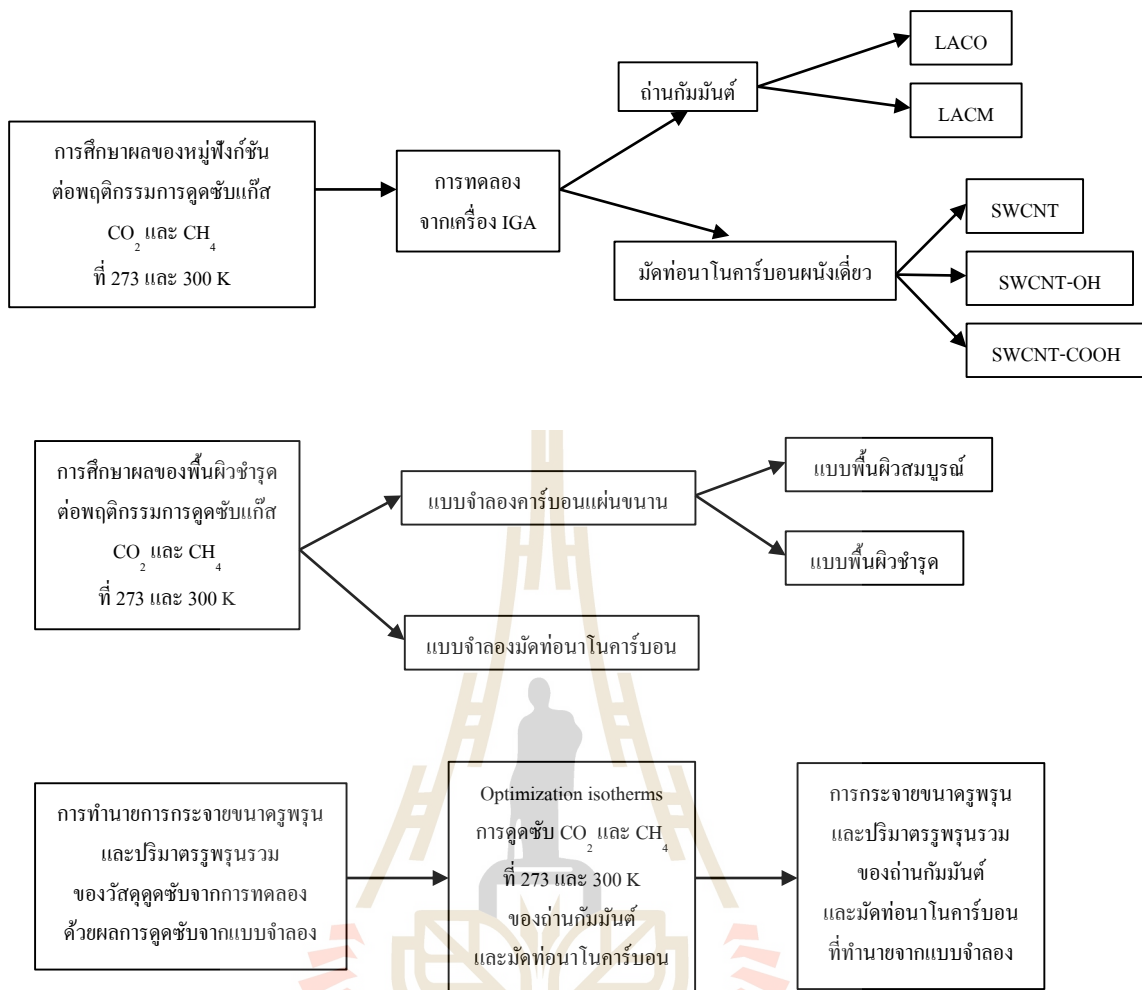 การศึกษาผลของหมู่ฟังก์ชัน
ต่อพฤติกรรมการดูดซับแก๊ส
CO2 และ CH4
ที่ 273 และ 300 K
การทดลอง
จากเครื่อง IGA
ถ่านกัมมันต์
LACO
LACM
มัดท่อนาโนคาร์บอนผนังเดี่ยว
SWCNT
SWCNT-OH
SWCNT-COOH
การศึกษาผลของพื้นผิวชำรุด
ต่อพฤติกรรมการดูดซับแก๊ส
CO2 และ CH4
ที่ 273 และ 300 K
แบบจำลองคาร์บอนแผ่นขนาน
แบบพื้นผิวสมบูรณ์
แบบพื้นผิวชำรุด
แบบจำลองมัดท่อนาโนคาร์บอน
การทำนายการกระจายขนาดรูพรุน
และปริมาตรรูพรุนรวม
ของวัสดุดูดซับจากการทดลอง
ด้วยผลการดูดซับจากแบบจำลอง
Optimization isotherms
การดูดซับ CO2 และ CH4
ที่ 273 และ 300 K
ของถ่านกัมมันต์
และมัดท่อนาโนคาร์บอน
การกระจายขนาดรูพรุน
และปริมาตรรูพรุนรวม
ของถ่านกัมมันต์
และมัดท่อนาโนคาร์บอน
ที่ทำนายจากแบบจำลอง